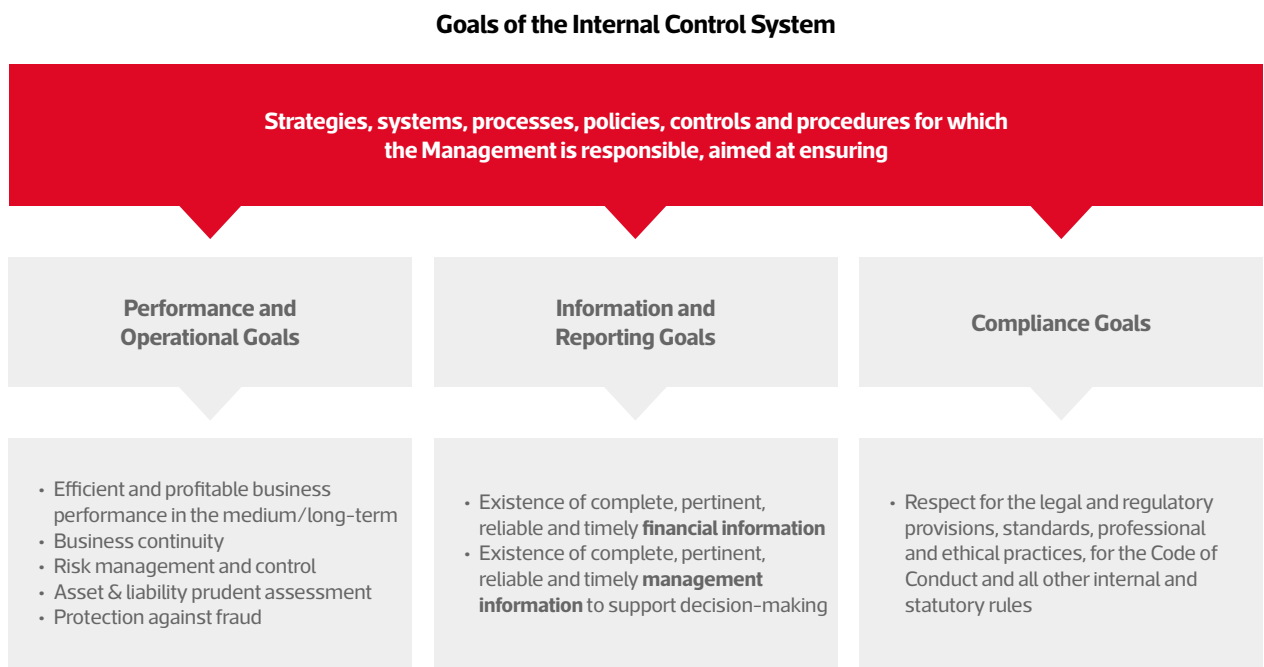 Goals of the Internal Control System
Strategies, systems, processes, policies, controls and procedures for which
the Management is responsible, aimed at ensuring
Performance and
Operational Goals
• Efficient and profitable business
performance in the medium/long-term
• Business continuity
• Risk management and control
• Asset & liability prudent assessment
• Protection against fraud
Information and
Reporting Goals
• Existence of complete, pertinent,
reliable and timely financial information
• Existence of complete, pertinent,
reliable and timely management
information to support decision-making
Compliance Goals
• Respect for the legal and regulatory
provisions, standards, professional
and ethical practices, for the Code of
Conduct and all other internal and
statutory rules